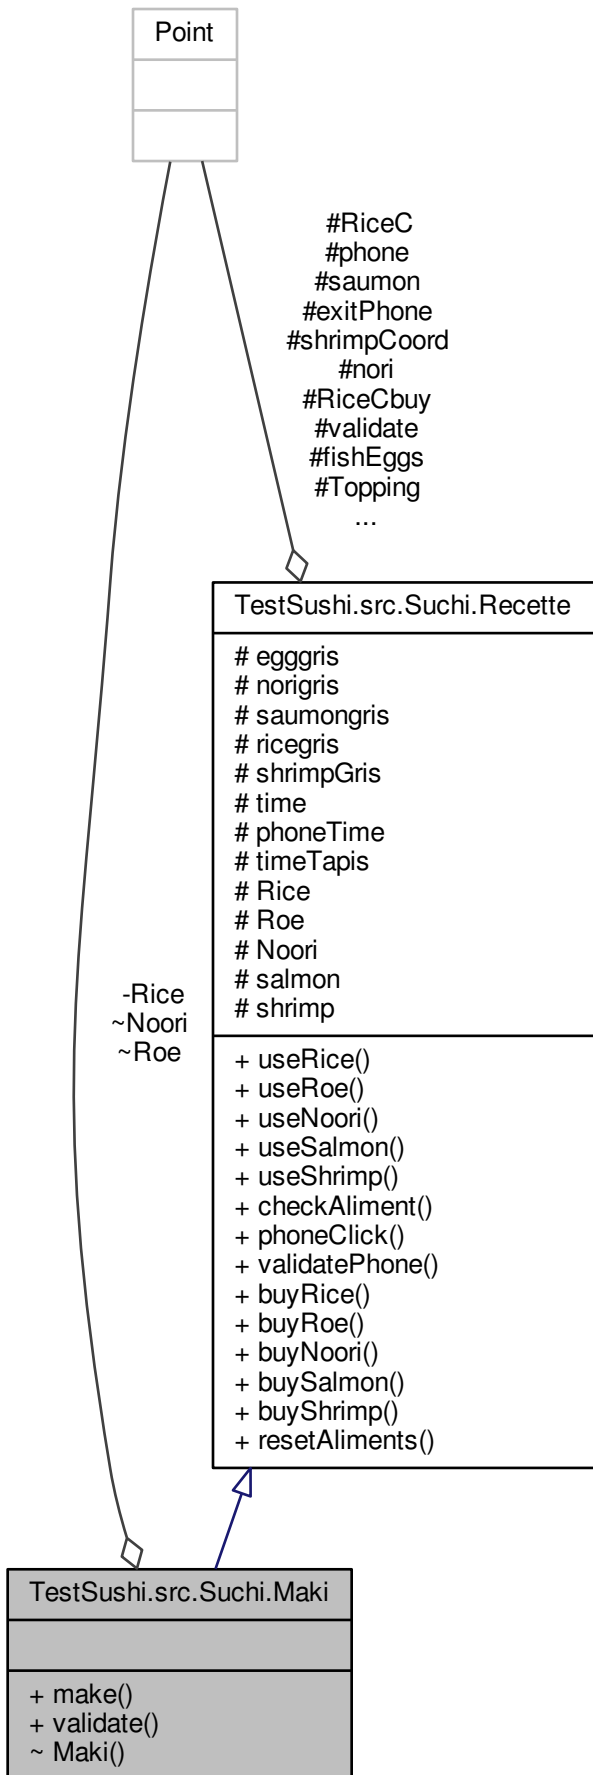 Point
#RiceC
#phone
#saumon
#exitPhone
#shrimpCoord
#nori
#RiceCbuy
#validate
#fishEggs
#Topping
...
TestSushi.src.Suchi.Recette
# egggris
# norigris
# saumongris
# ricegris
# shrimpGris
# time
# phoneTime
# timeTapis
# Rice
# Roe
# Noori
# salmon
# shrimp
+ useRice()
+ useRoe()
+ useNoori()
+ useSalmon()
+ useShrimp()
+ checkAliment()
+ phoneClick()
+ validatePhone()
+ buyRice()
+ buyRoe()
+ buyNoori()
+ buySalmon()
+ buyShrimp()
+ resetAliments()
-Rice
~Noori
~Roe
TestSushi.src.Suchi.Maki
+ make()
+ validate()
~ Maki()